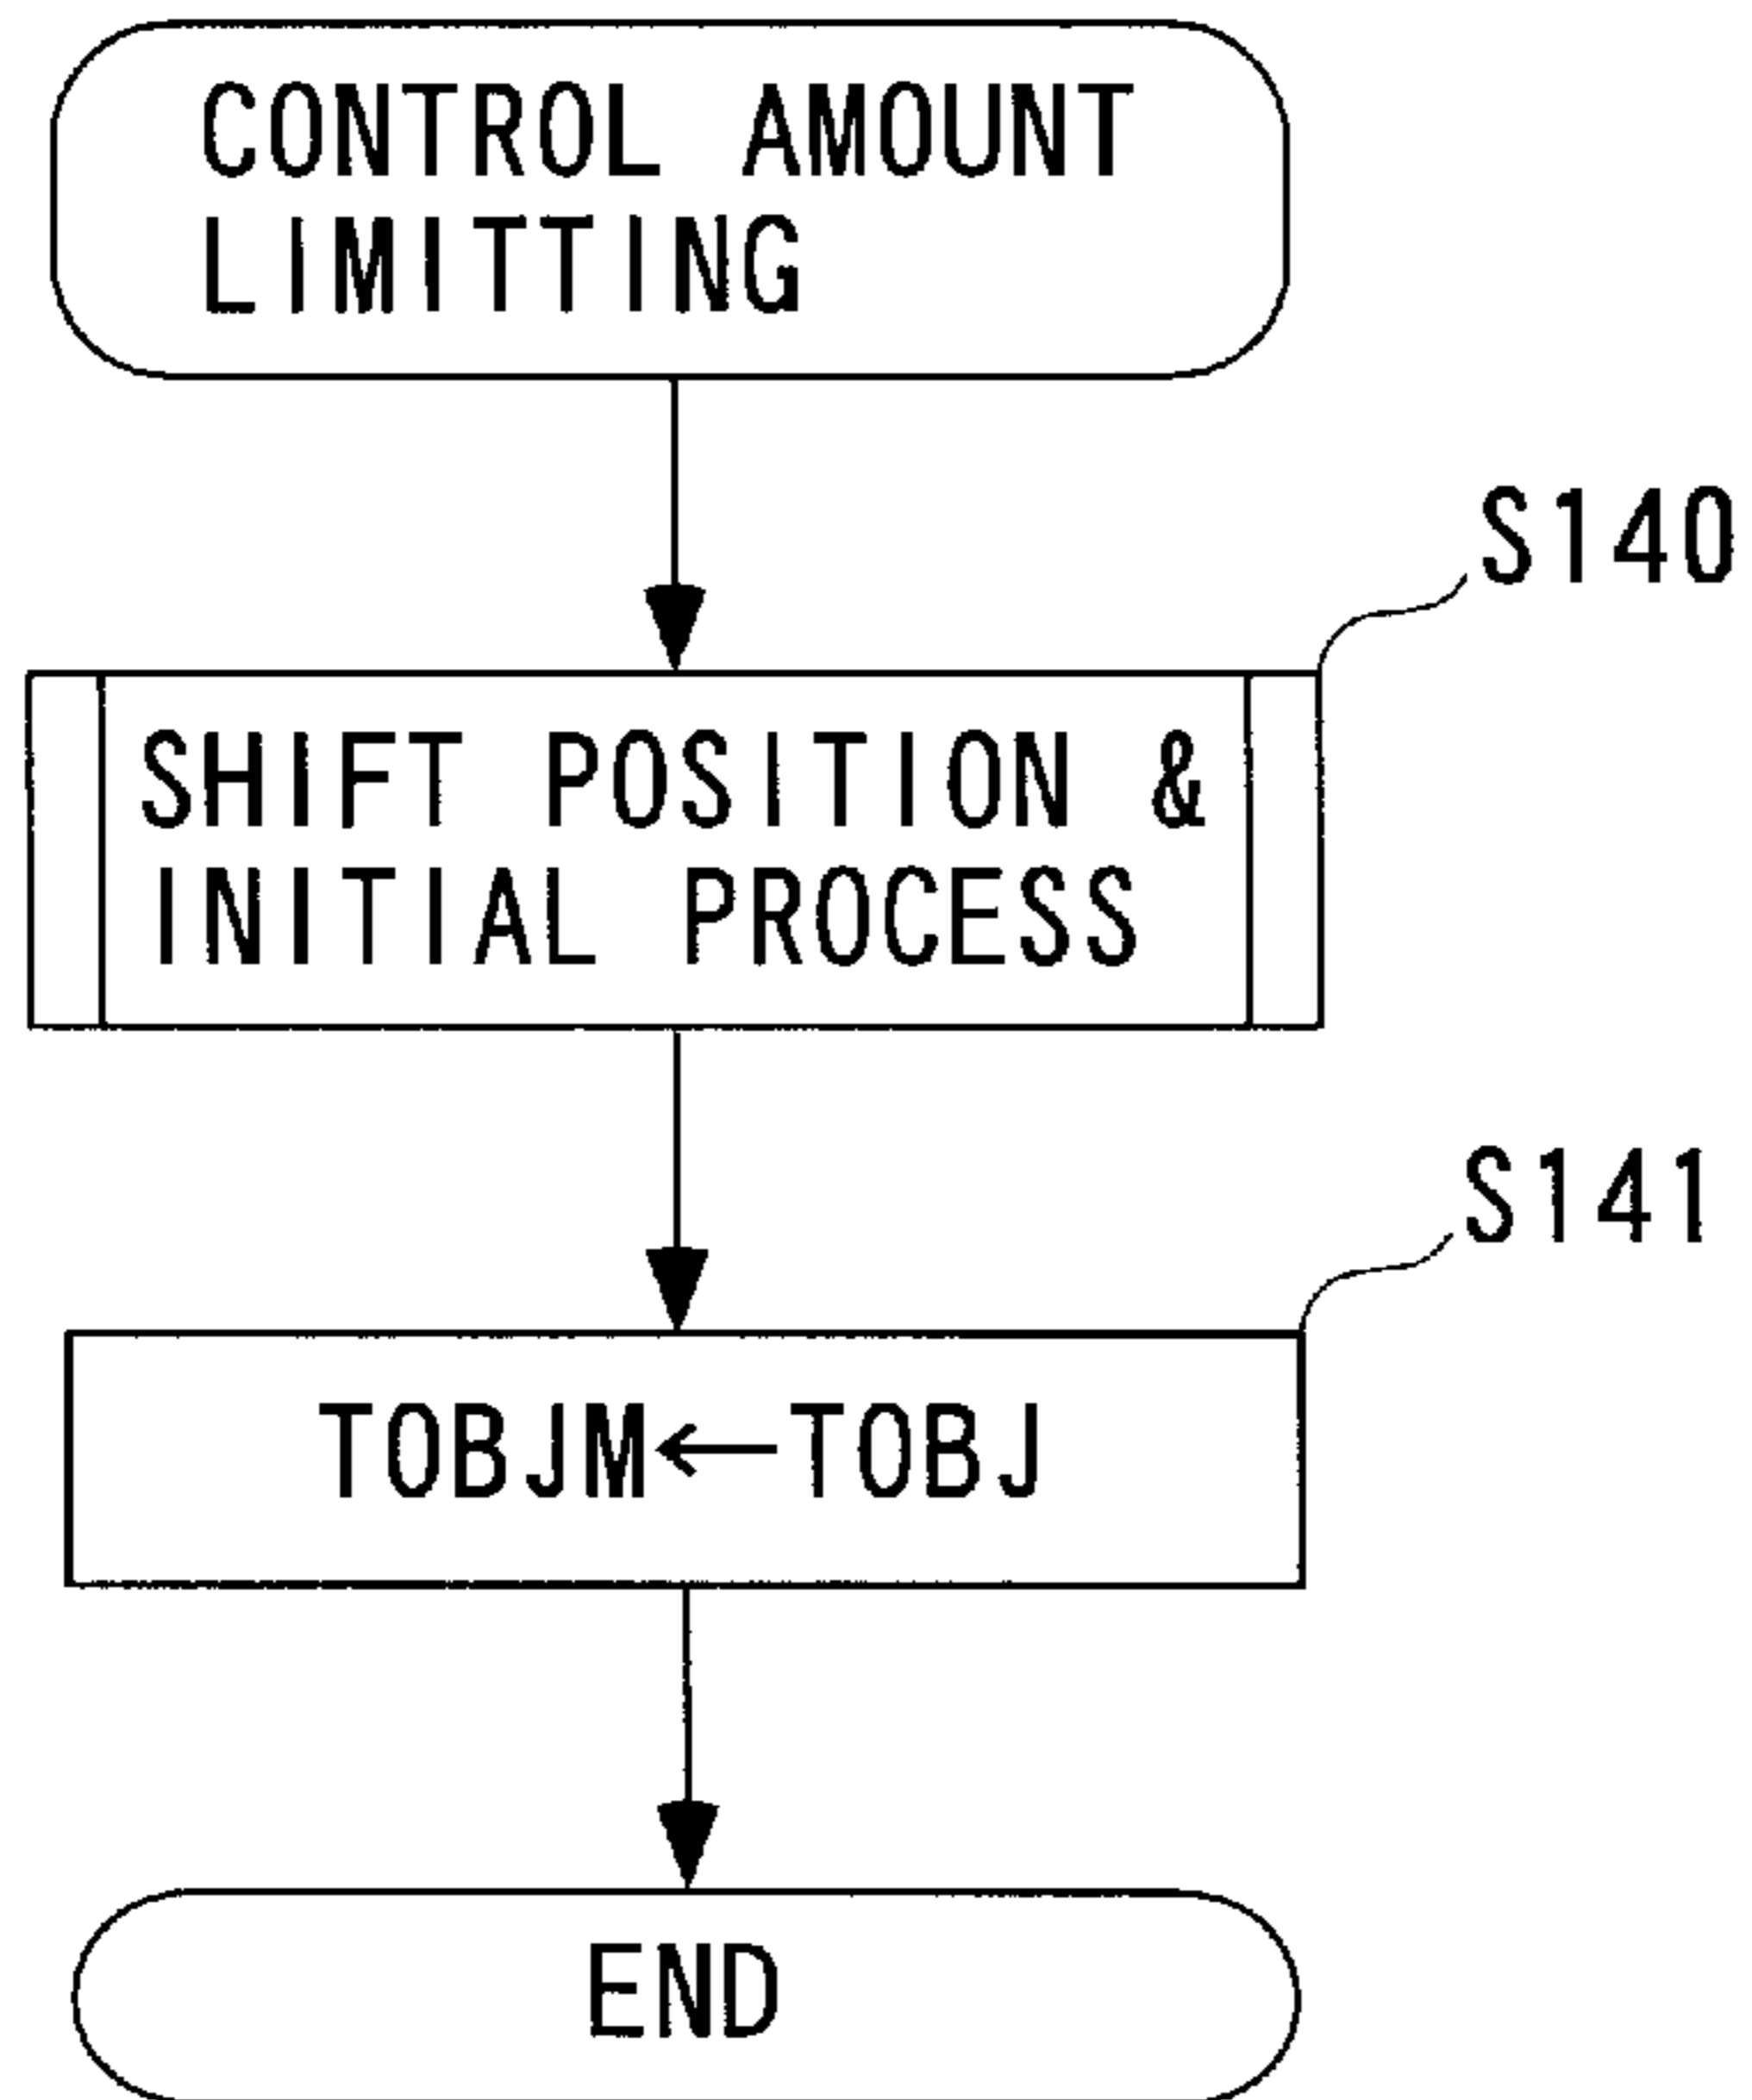 CONTROL AMOUNT
LIMITTING
S140
SHIFT POSITION &
INITIAL PROCESS
S141
TOBJM←TOBJ
END